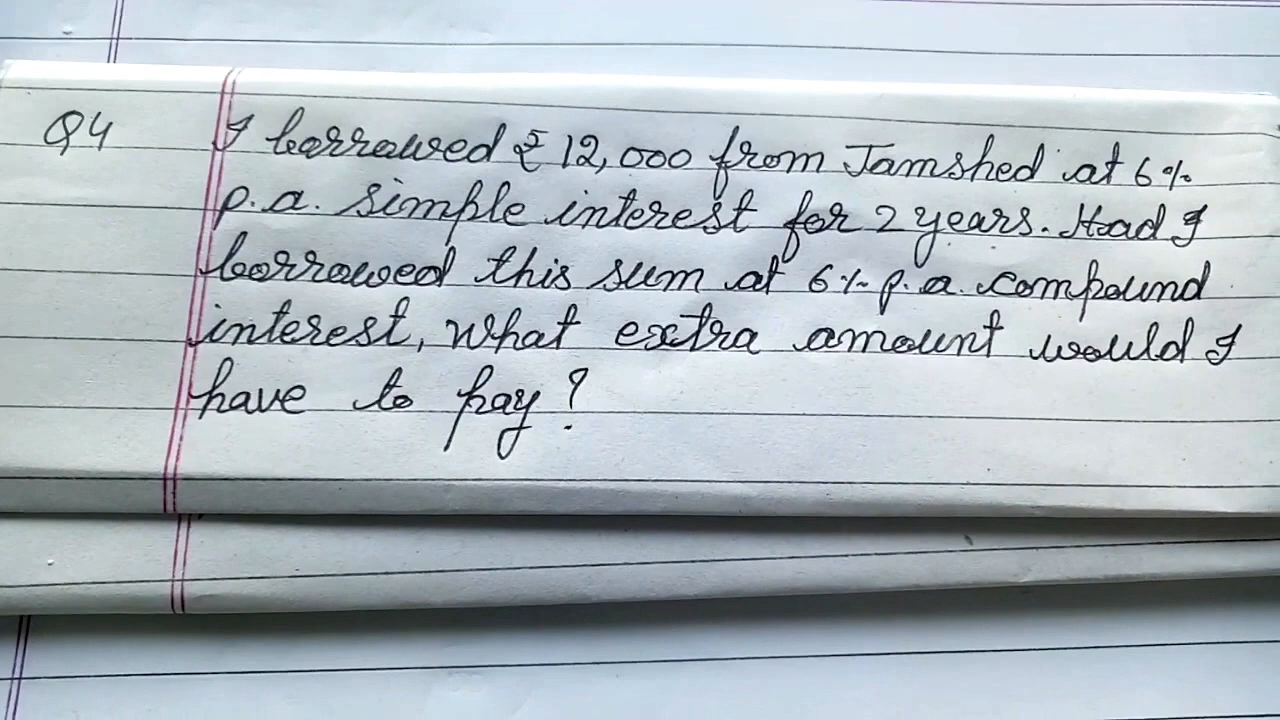 Q4 I borrowed ₹ 12,000 from Jamshed at 6%
p.a. simple interest for 2 years. Had I
borrowed this sum at 6% p.a. compound
interest, what extra amount would I
have to pay?